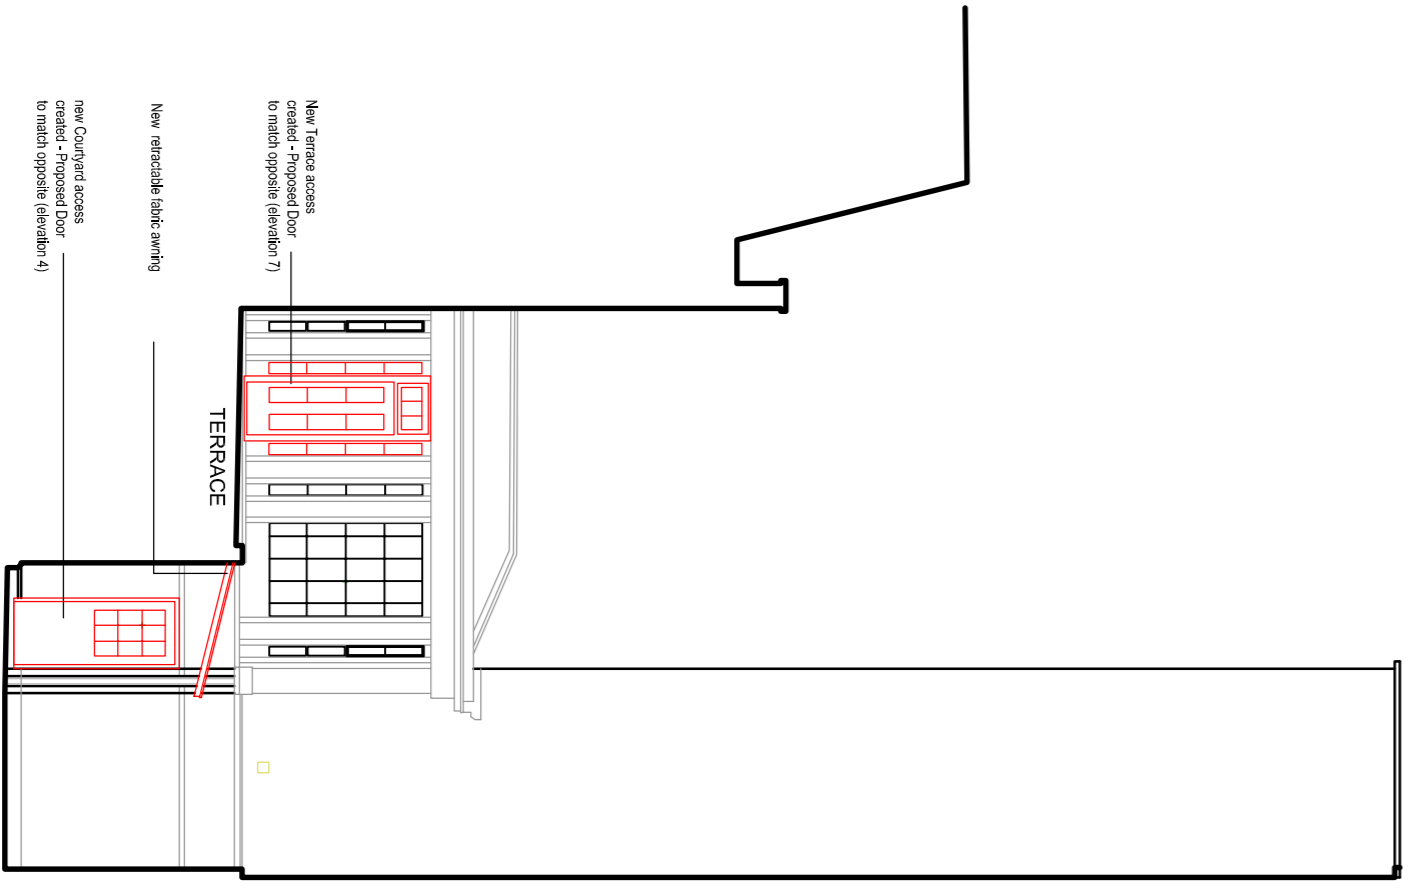 New Terrace access
created - Proposed Door
to match opposite (elevation 7)
TERRACE
New retractable fabric awning
new Courtyard access
created - Proposed Door
to match opposite (elevation 4)